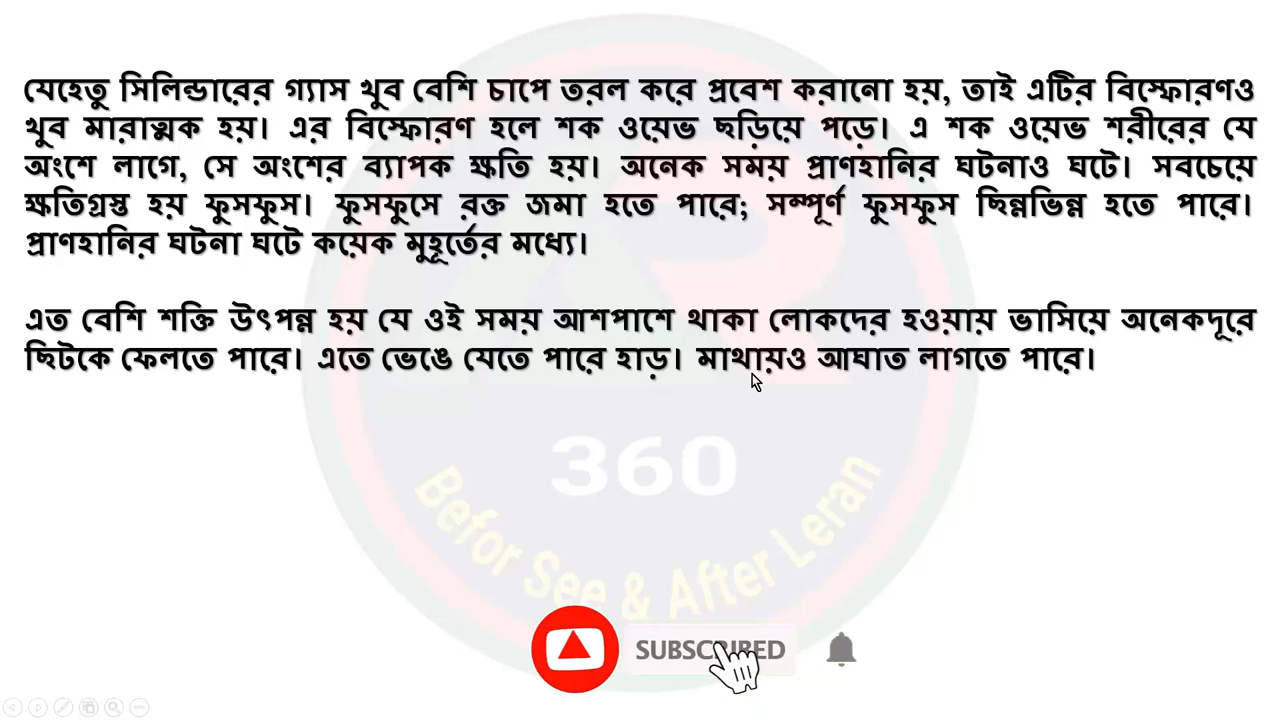 যেহেতু সিলিন্ডারের গ্যাস খুব বেশি চাপে তরল করে প্রবেশ করানো হয়, তাই এটির বিস্ফোরণও
খুব মারাত্মক হয়। এর বিস্ফোরণ হলে শক ওয়েভ ছড়িয়ে পড়ে। এ শক ওয়েভ শরীরের যে
অংশে লাগে, সে অংশের ব্যাপক ক্ষতি হয়। অনেক সময় প্রাণহানির ঘটনাও ঘটে। সবচেয়ে
ক্ষতিগ্রস্ত হয় ফুসফুস। ফুসফুসে রক্ত জমা হতে পারে; সম্পূর্ণ ফুসফুস ছিন্নভিন্ন হতে পারে।
প্রাণহানির ঘটনা ঘটে কয়েক মুহূর্তের মধ্যে।
এত বেশি শক্তি উৎপন্ন হয় যে ওই সময় আশপাশে থাকা লোকদের হওয়ায় ভাসিয়ে অনেকদূরে
ছিটকে ফেলতে পারে। এতে ভেঙে যেতে পারে হাড়। মাথায়ও আঘাত লাগতে পারে।
360
Befor See & After Leran
SUBSCRIBED